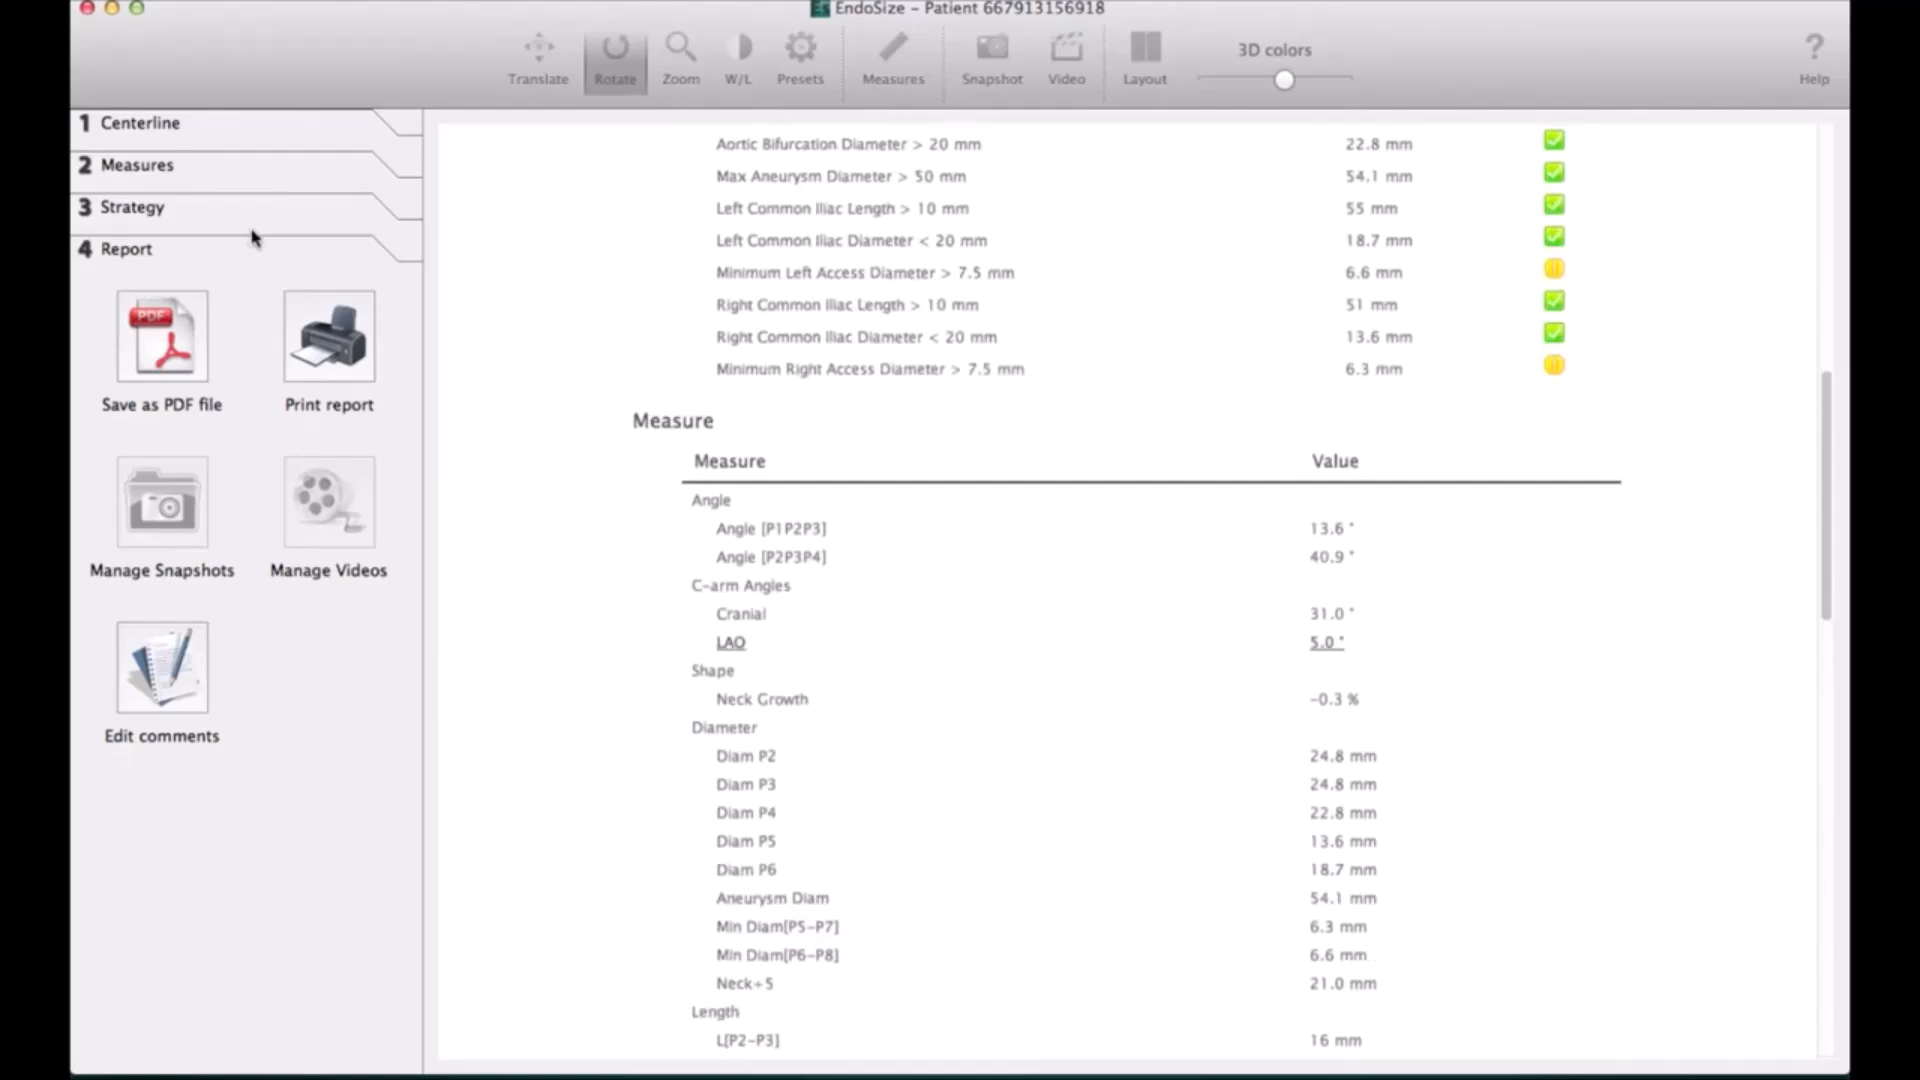 EndoSize - Patient 667913156918
Translate Rotate Zoom W/L Presets Measures Snapshot Video Layout 3D colors Help
1 Centerline
2 Measures
3 Strategy
4 Report
PDF
Save as PDF file
Print report
Manage Snapshots
Manage Videos
Edit comments
Aortic Bifurcation Diameter > 20 mm 22.8 mm
Max Aneurysm Diameter > 50 mm 54.1 mm
Left Common Iliac Length > 10 mm 55 mm
Left Common Iliac Diameter < 20 mm 18.7 mm
Minimum Left Access Diameter > 7.5 mm 6.6 mm
Right Common Iliac Length > 10 mm 51 mm
Right Common Iliac Diameter < 20 mm 13.6 mm
Minimum Right Access Diameter > 7.5 mm 6.3 mm
Measure
Measure Value
Angle
Angle [P1P2P3] 13.6 °
Angle [P2P3P4] 40.9 °
C-arm Angles
Cranial 31.0 °
LAO 5.0 °
Shape
Neck Growth -0.3 %
Diameter
Diam P2 24.8 mm
Diam P3 24.8 mm
Diam P4 22.8 mm
Diam P5 13.6 mm
Diam P6 18.7 mm
Aneurysm Diam 54.1 mm
Min Diam[P5-P7] 6.3 mm
Min Diam[P6-P8] 6.6 mm
Neck+5 21.0 mm
Length
L[P2-P3] 16 mm